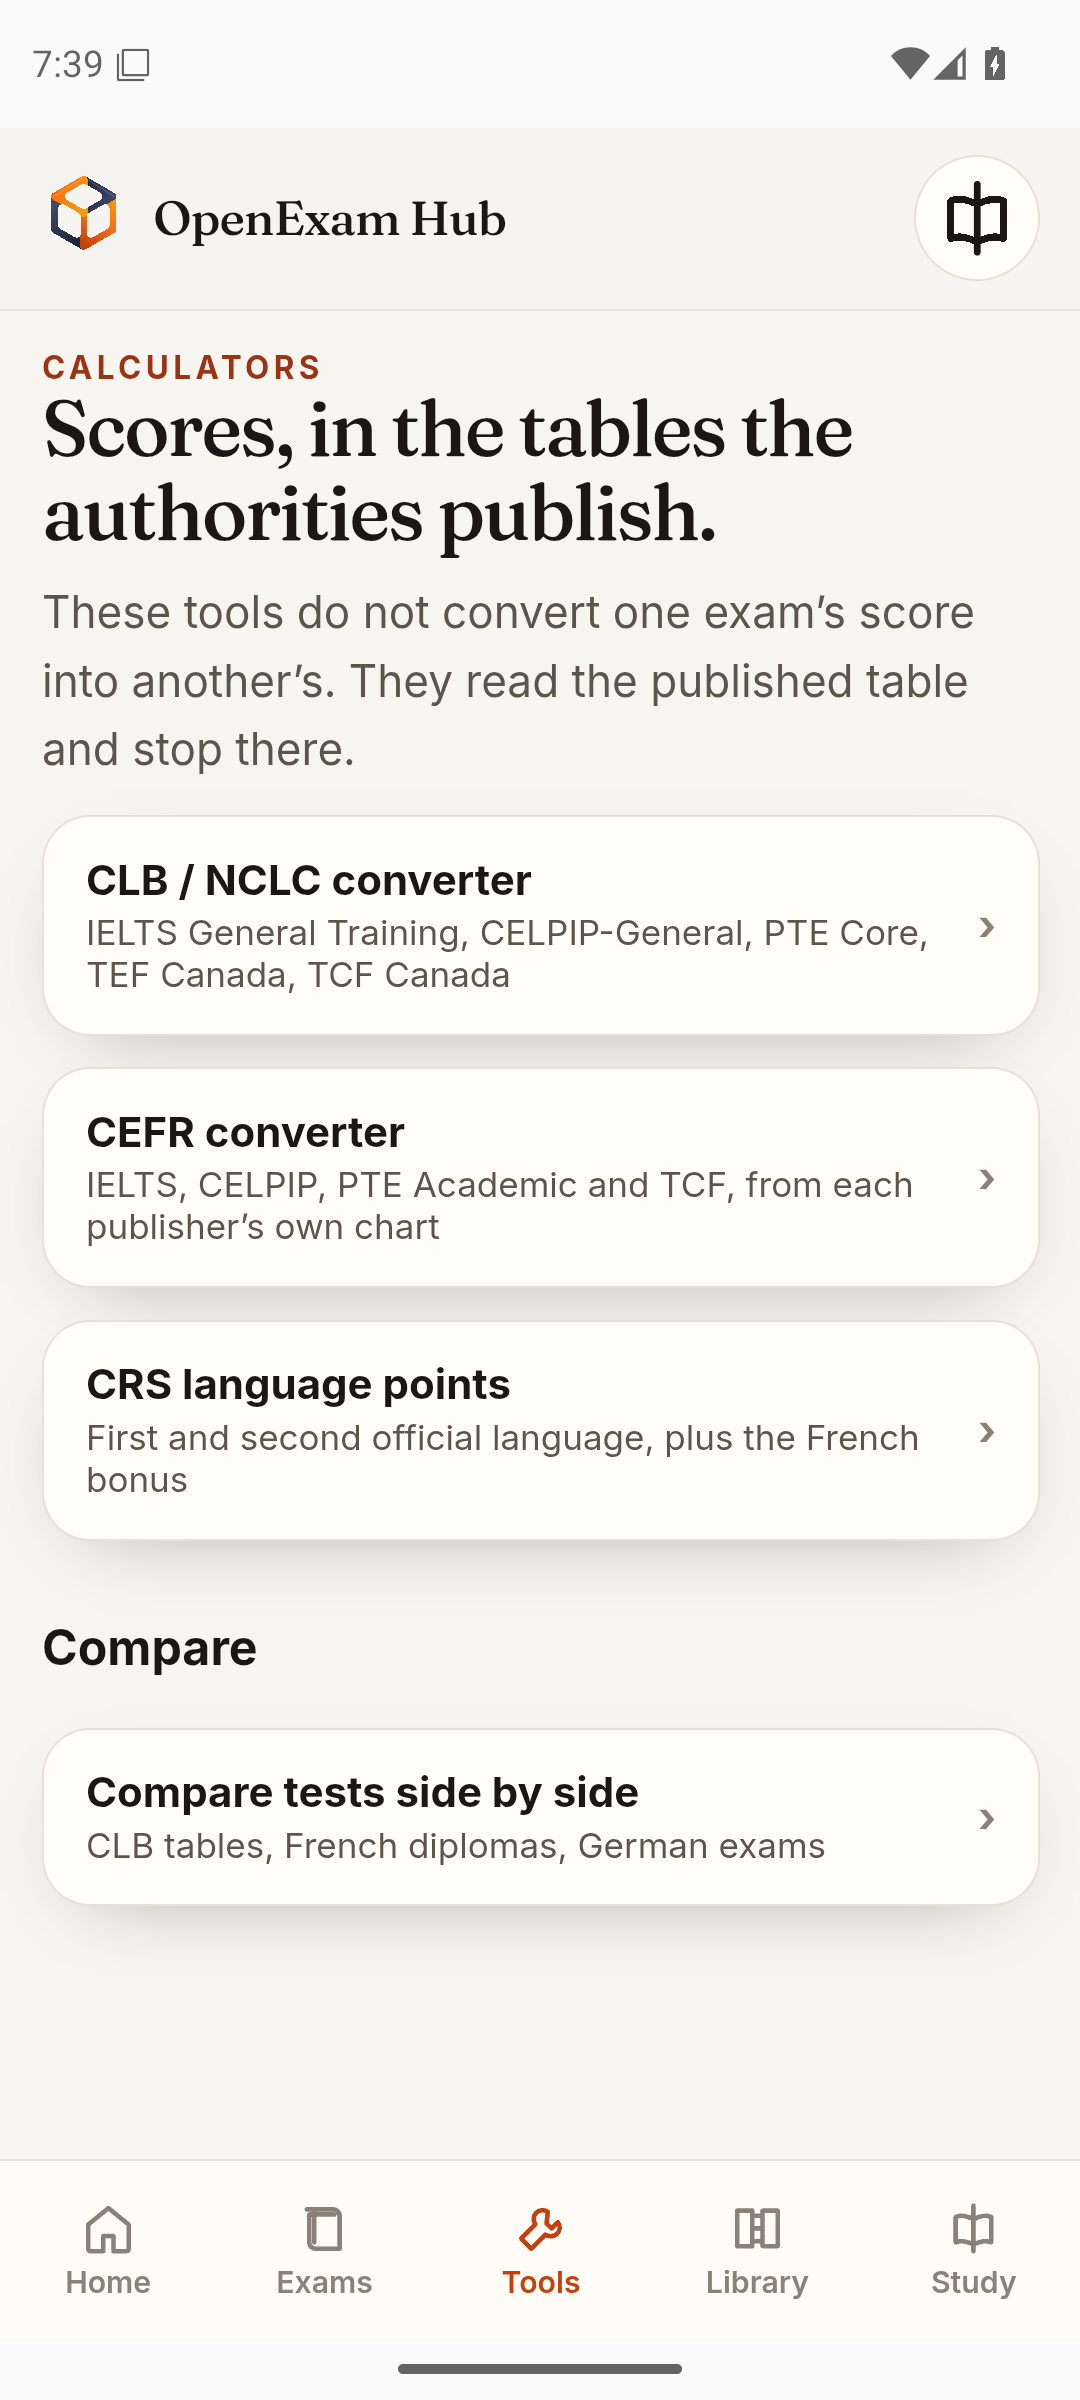 7:39
OpenExam Hub
CALCULATORS
Scores, in the tables the
authorities publish.
These tools do not convert one exam’s score
into another’s. They read the published table
and stop there.
CLB / NCLC converter
IELTS General Training, CELPIP-General, PTE Core,
TEF Canada, TCF Canada
CEFR converter
IELTS, CELPIP, PTE Academic and TCF, from each
publisher’s own chart
CRS language points
First and second official language, plus the French
bonus
Compare
Compare tests side by side
CLB tables, French diplomas, German exams
Home
Exams
Tools
Library
Study